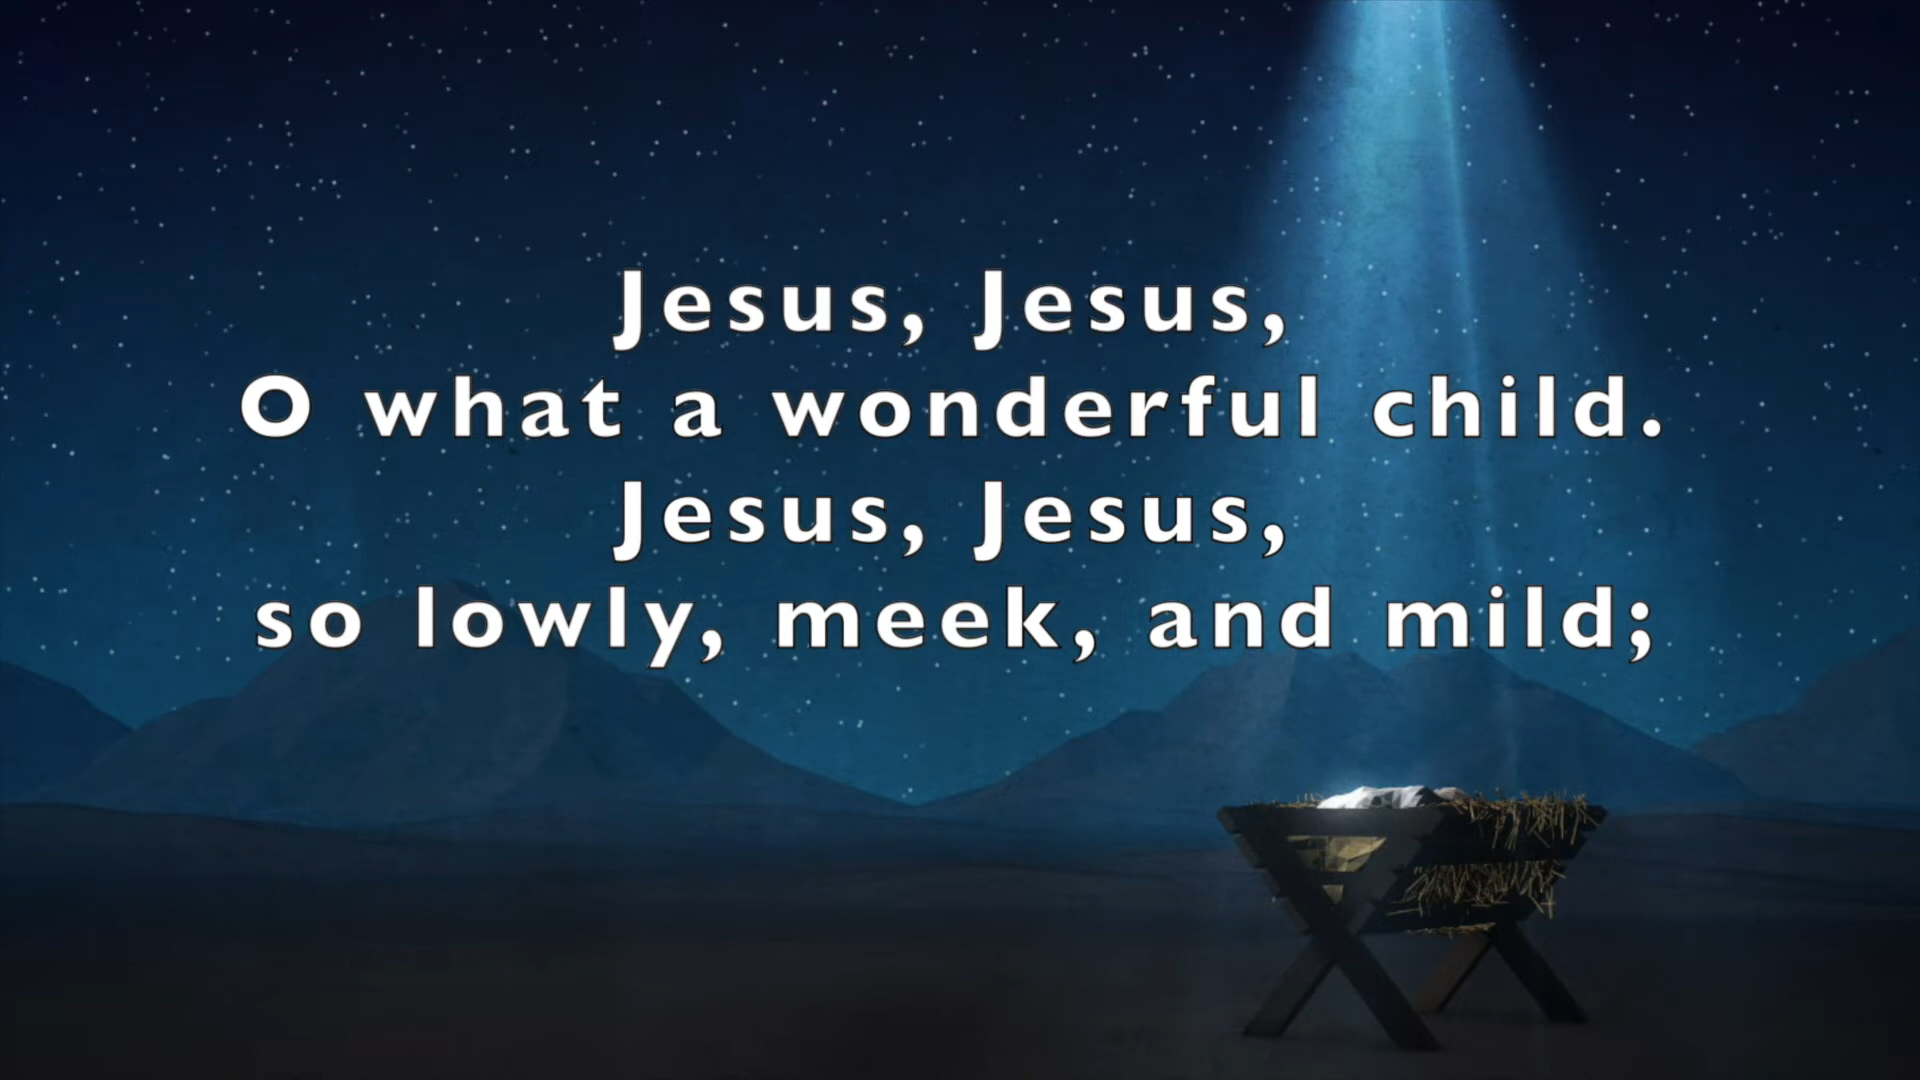 Jesus, Jesus,
O what a wonderful child.
Jesus, Jesus,
so lowly, meek, and mild;